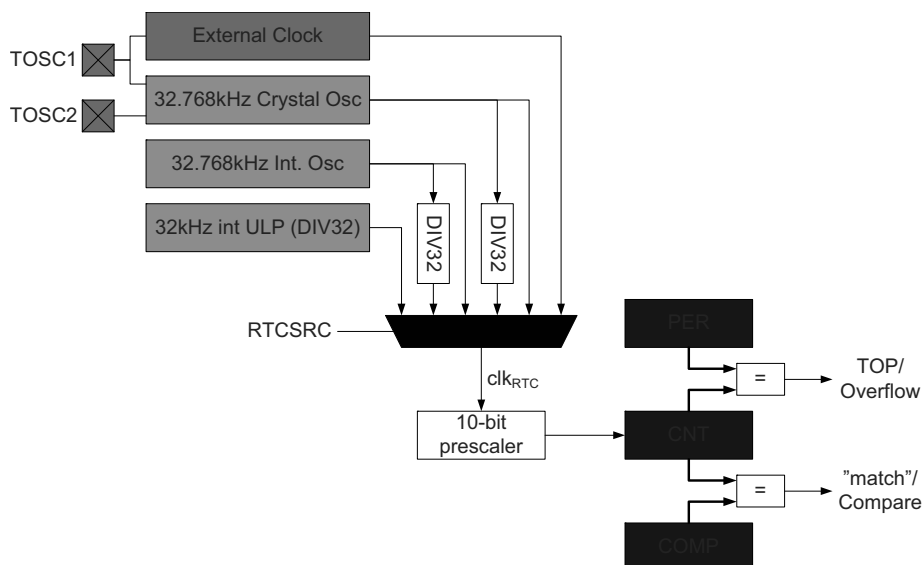 External Clock
TOSC1
32.768kHz Crystal Osc
TOSC2
32.768kHz Int. Osc
32kHz int ULP (DIV32)
DIV32
DIV32
RTCSRC
PER
clkRTC
=
TOP/
Overflow
10-bit
prescaler
CNT
=
"match"/
Compare
COMP